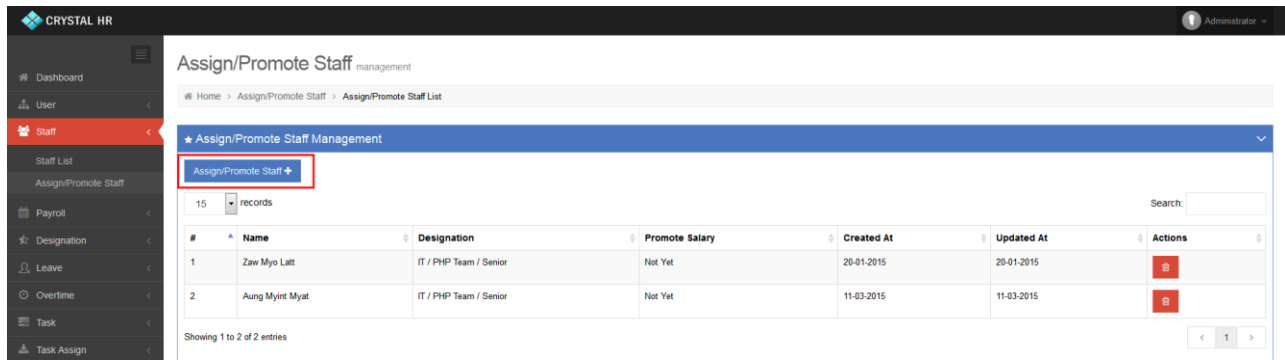 CRYSTAL HR
Administrator
Dashboard
User
Staff
Staff List
Assign/Promote Staff
Payroll
Designation
Leave
Overtime
Task
Task Assign
Assign/Promote Staff management
Home > Assign/Promote Staff > Assign/Promote Staff List
★ Assign/Promote Staff Management
Assign/Promote Staff +
15 records Search:
# Name Designation Promote Salary Created At Updated At Actions
1 Zaw Myo Latt IT / PHP Team / Senior Not Yet 20-01-2015 20-01-2015
2 Aung Myint Myat IT / PHP Team / Senior Not Yet 11-03-2015 11-03-2015
Showing 1 to 2 of 2 entries < 1 >